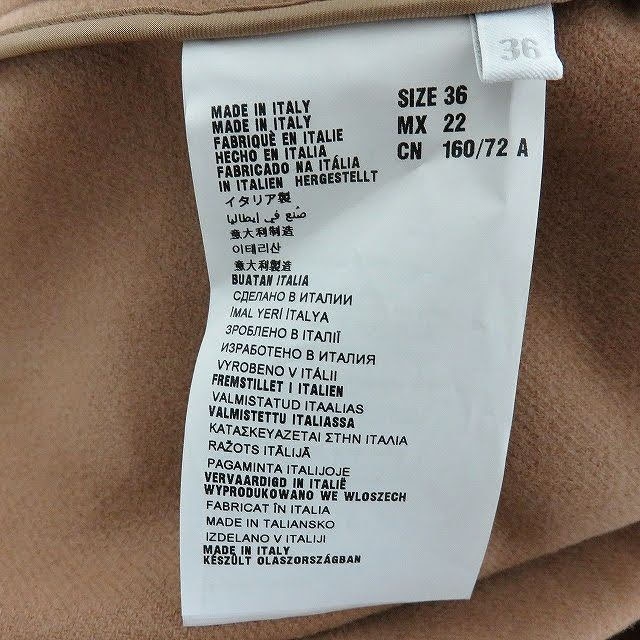 36
MADE IN ITALY
MADE IN ITALY
FABRIQUÈ EN ITALIE
HECHO EN ITALIA
FABRICADO NA ITÁLIA
IN ITALIEN HERGESTELLT
SIZE 36
MX 22
CN 160/72 A
イタリア製
صُنع في إيطاليا
意大利制造
이테리산
意大利製造
BUATAN ITALIA
СДЕЛАНО В ИТАЛИИ
İMAL YERİ İTALYA
ЗРОБЛЕНО В ІТАЛІЇ
ИЗРАБОТЕНО В ИТАЛИЯ
VYROBENO V ITÁLII
FREMSTILLET I ITALIEN
VALMISTATUD ITAALIAS
VALMISTETTU ITALIASSA
ΚΑΤΑΣΚΕΥΑΖΕΤΑΙ ΣΤΗΝ ΙΤΑΛΙΑ
RAŽOTS ITĀLIJĀ
PAGAMINTA ITALIJOJE
VERVAARDIGD IN ITALIË
WYPRODUKOWANO WE WLOSZECH
FABRICAT ÎN ITALIA
MADE IN TALIANSKO
IZDELANO V ITALIJI
MADE IN ITALY
KÉSZÜLT OLASZORSZÁGBAN